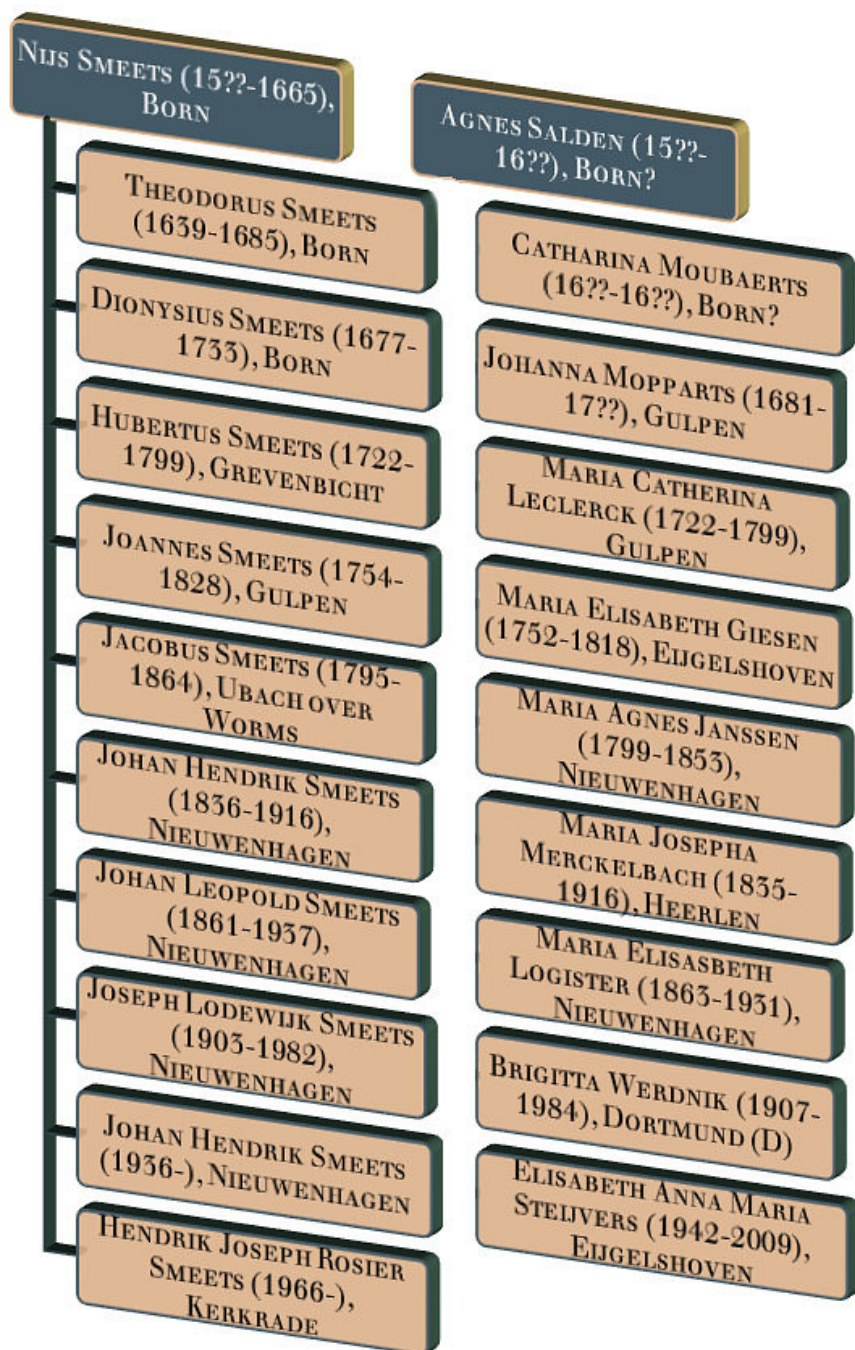 Nijs Smeets (15??-1665),
Born
Theodorus Smeets
(1639-1685), Born
Dionysius Smeets (1677-
1733), Born
Hubertus Smeets (1722-
1799), Grevenbicht
Joannes Smeets (1754-
1828), Gulpen
Jacobus Smeets (1795-
1864), Ubach over
Worms
Johan Hendrik Smeets
(1836-1916),
Nieuwenhagen
Johan Leopold Smeets
(1861-1937),
Nieuwenhagen
Joseph Lodewijk Smeets
(1903-1982),
Nieuwenhagen
Johan Hendrik Smeets
(1936-), Nieuwenhagen
Hendrik Joseph Rosier
Smeets (1966-),
Kerkrade
Agnes Salden (15??-
16??), Born?
Catharina Moubaerts
(16??-16??), Born?
Johanna Mopparts (1681-
17??), Gulpen
Maria Catherina
Leclerck (1722-1799),
Gulpen
Maria Elisabeth Giesen
(1752-1818), Eijgelshoven
Maria Agnes Janssen
(1799-1853),
Nieuwenhagen
Maria Josepha
Merckelbach (1835-
1916), Heerlen
Maria Elisasbeth
Logister (1863-1931),
Nieuwenhagen
Brigitta Werdnik (1907-
1984), Dortmund (D)
Elisabeth Anna Maria
Steijvers (1942-2009),
Eijgelshoven